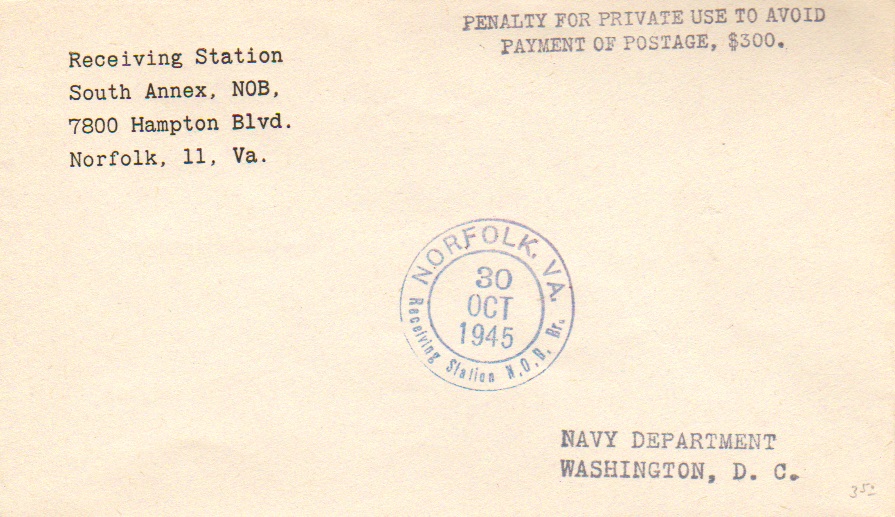 PENALTY FOR PRIVATE USE TO AVOID
PAYMENT OF POSTAGE, $300.
Receiving Station
South Annex, NOB,
7800 Hampton Blvd.
Norfolk, 11, Va.
NORFOLK, VA.
30
OCT
1945
Receiving Station N.O.B. Br.
NAVY DEPARTMENT
WASHINGTON, D. C.